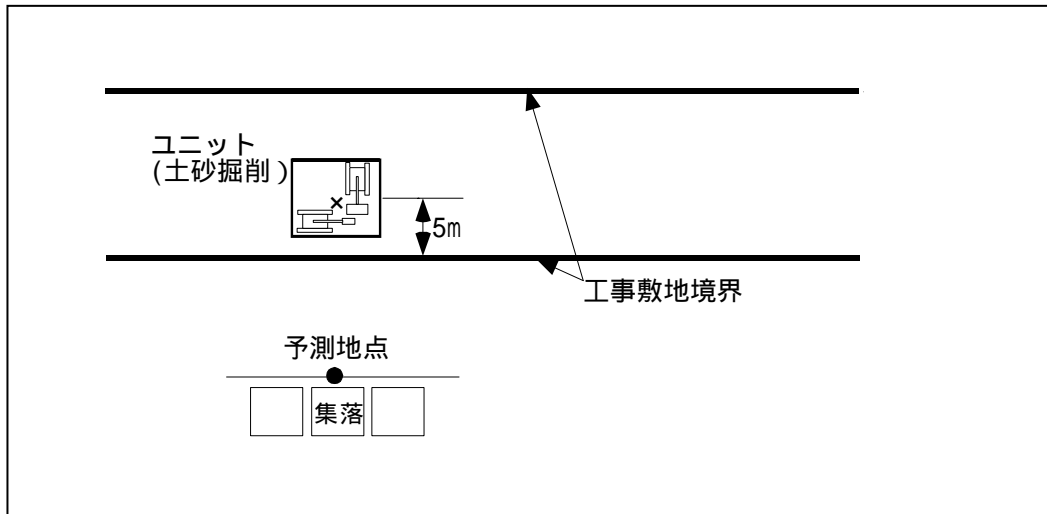 ユニット
(土砂掘削)
5m
工事敷地境界
予測地点
集落